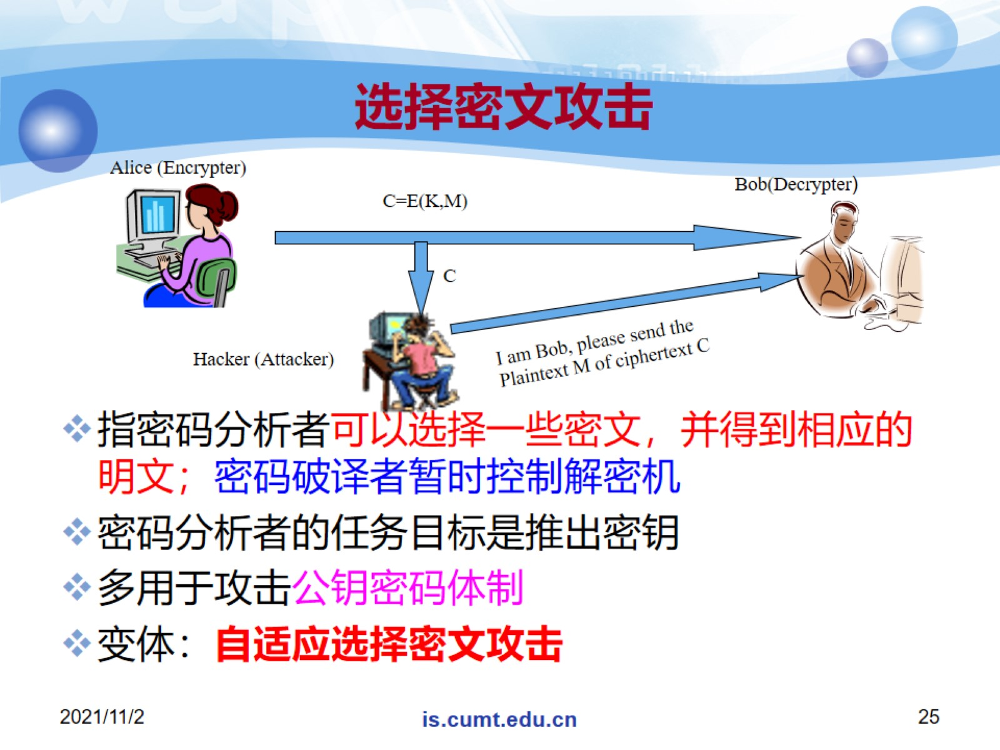 选择密文攻击
Alice (Encrypter)
Bob(Decrypter)
C=E(K,M)
C
I am Bob, please send the
Plaintext M of ciphertext C
Hacker (Attacker)
指密码分析者可以选择一些密文，并得到相应的
明文；密码破译者暂时控制解密机
密码分析者的任务目标是推出密钥
多用于攻击公钥密码体制
变体：自适应选择密文攻击
2021/11/2
is.cumt.edu.cn
25